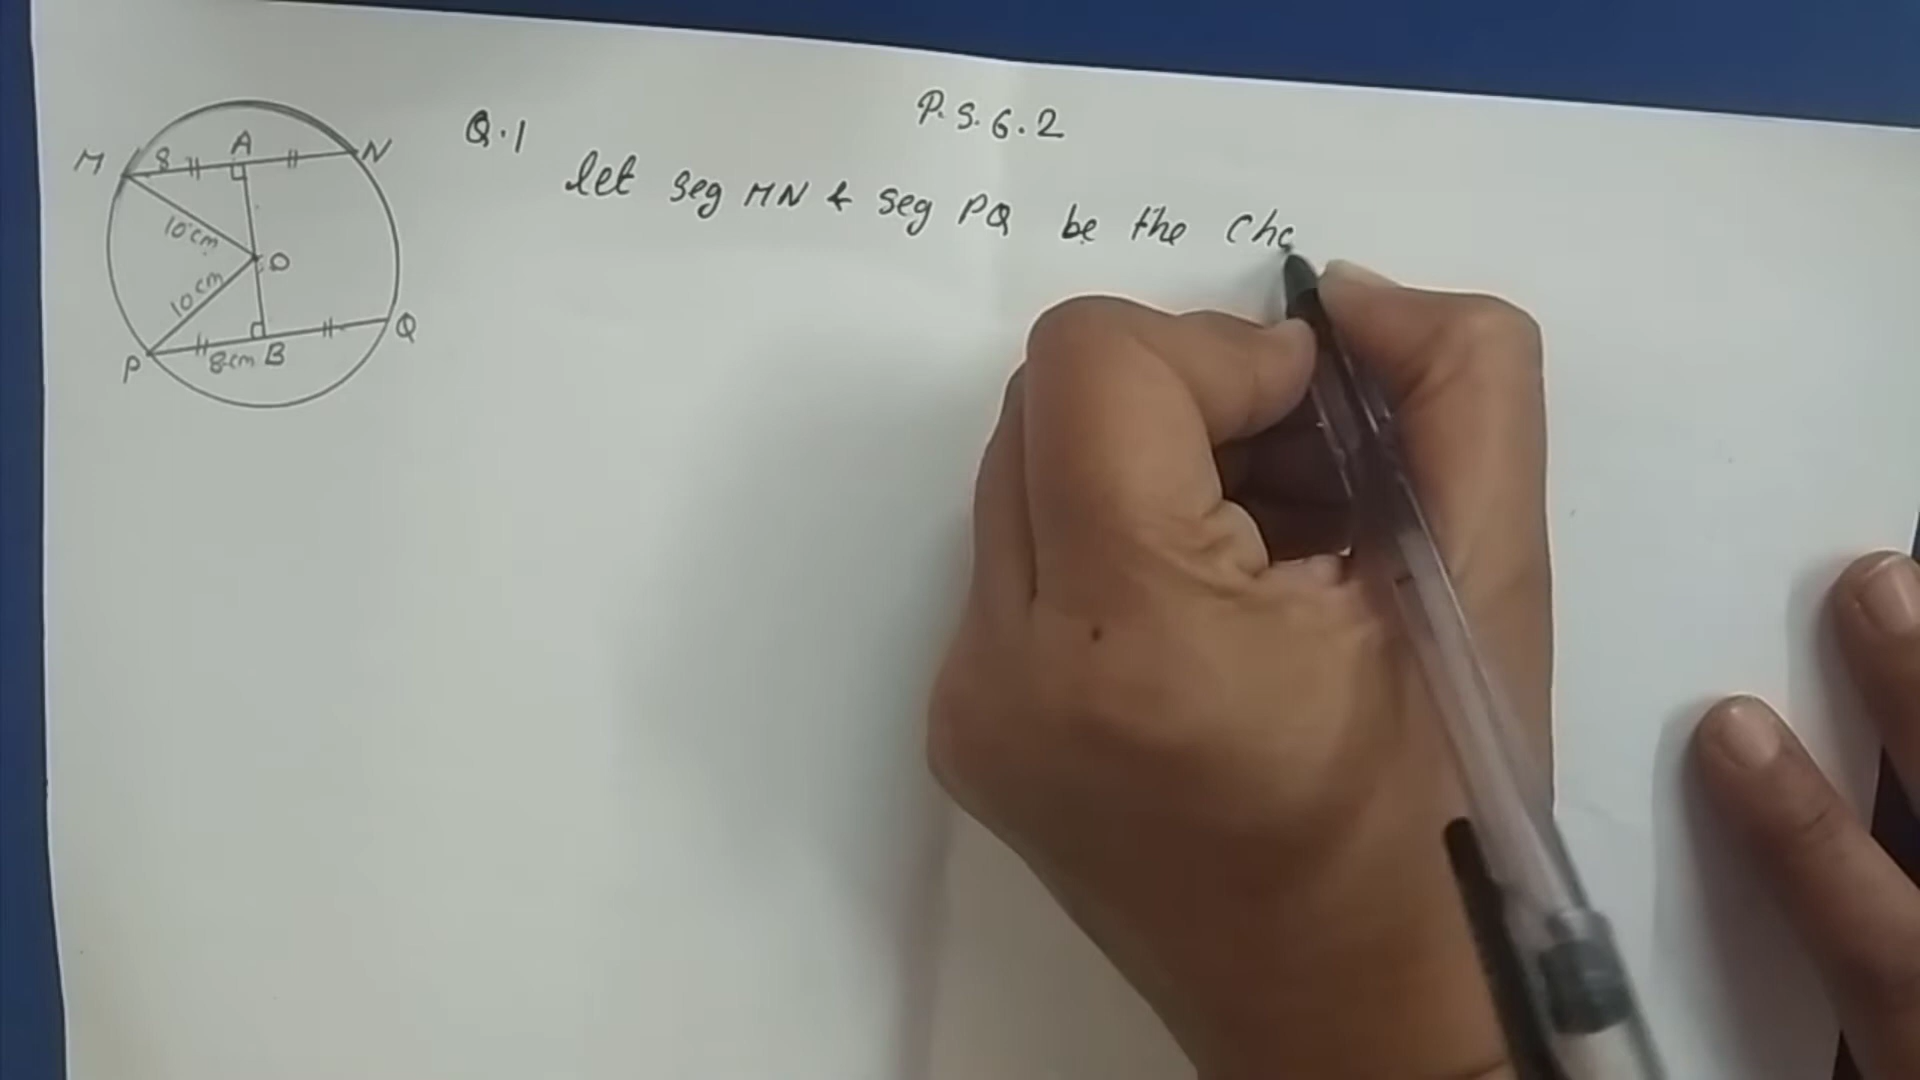 P.S. 6.2
Q.1
let seg MN & seg PQ be the Cho
M
8
A
N
10 cm
O
10 cm
P
8cm
B
Q